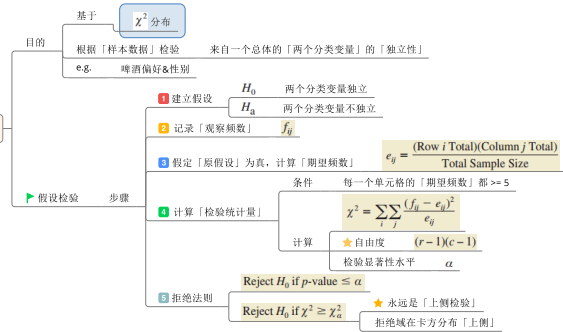 目的
基于
χ² 分布
根据「样本数据」检验
来自一个总体的「两个分类变量」的「独立性」
e.g.
啤酒偏好&性别
假设检验
步骤
1 建立假设
H₀ 两个分类变量独立
Hₐ 两个分类变量不独立
2 记录「观察频数」 fᵢⱼ
3 假定「原假设」为真，计算「期望频数」
eᵢⱼ = (Row i Total)(Column j Total) / Total Sample Size
4 计算「检验统计量」
条件
每一个单元格的「期望频数」都 >= 5
计算
χ² = ∑ᵢ ∑ⱼ (fᵢⱼ − eᵢⱼ)² / eᵢⱼ
自由度 (r − 1)(c − 1)
检验显著性水平 α
5 拒绝法则
Reject H₀ if p-value ≤ α
Reject H₀ if χ² ≥ χ²α
永远是「上侧检验」
拒绝域在卡方分布「上侧」